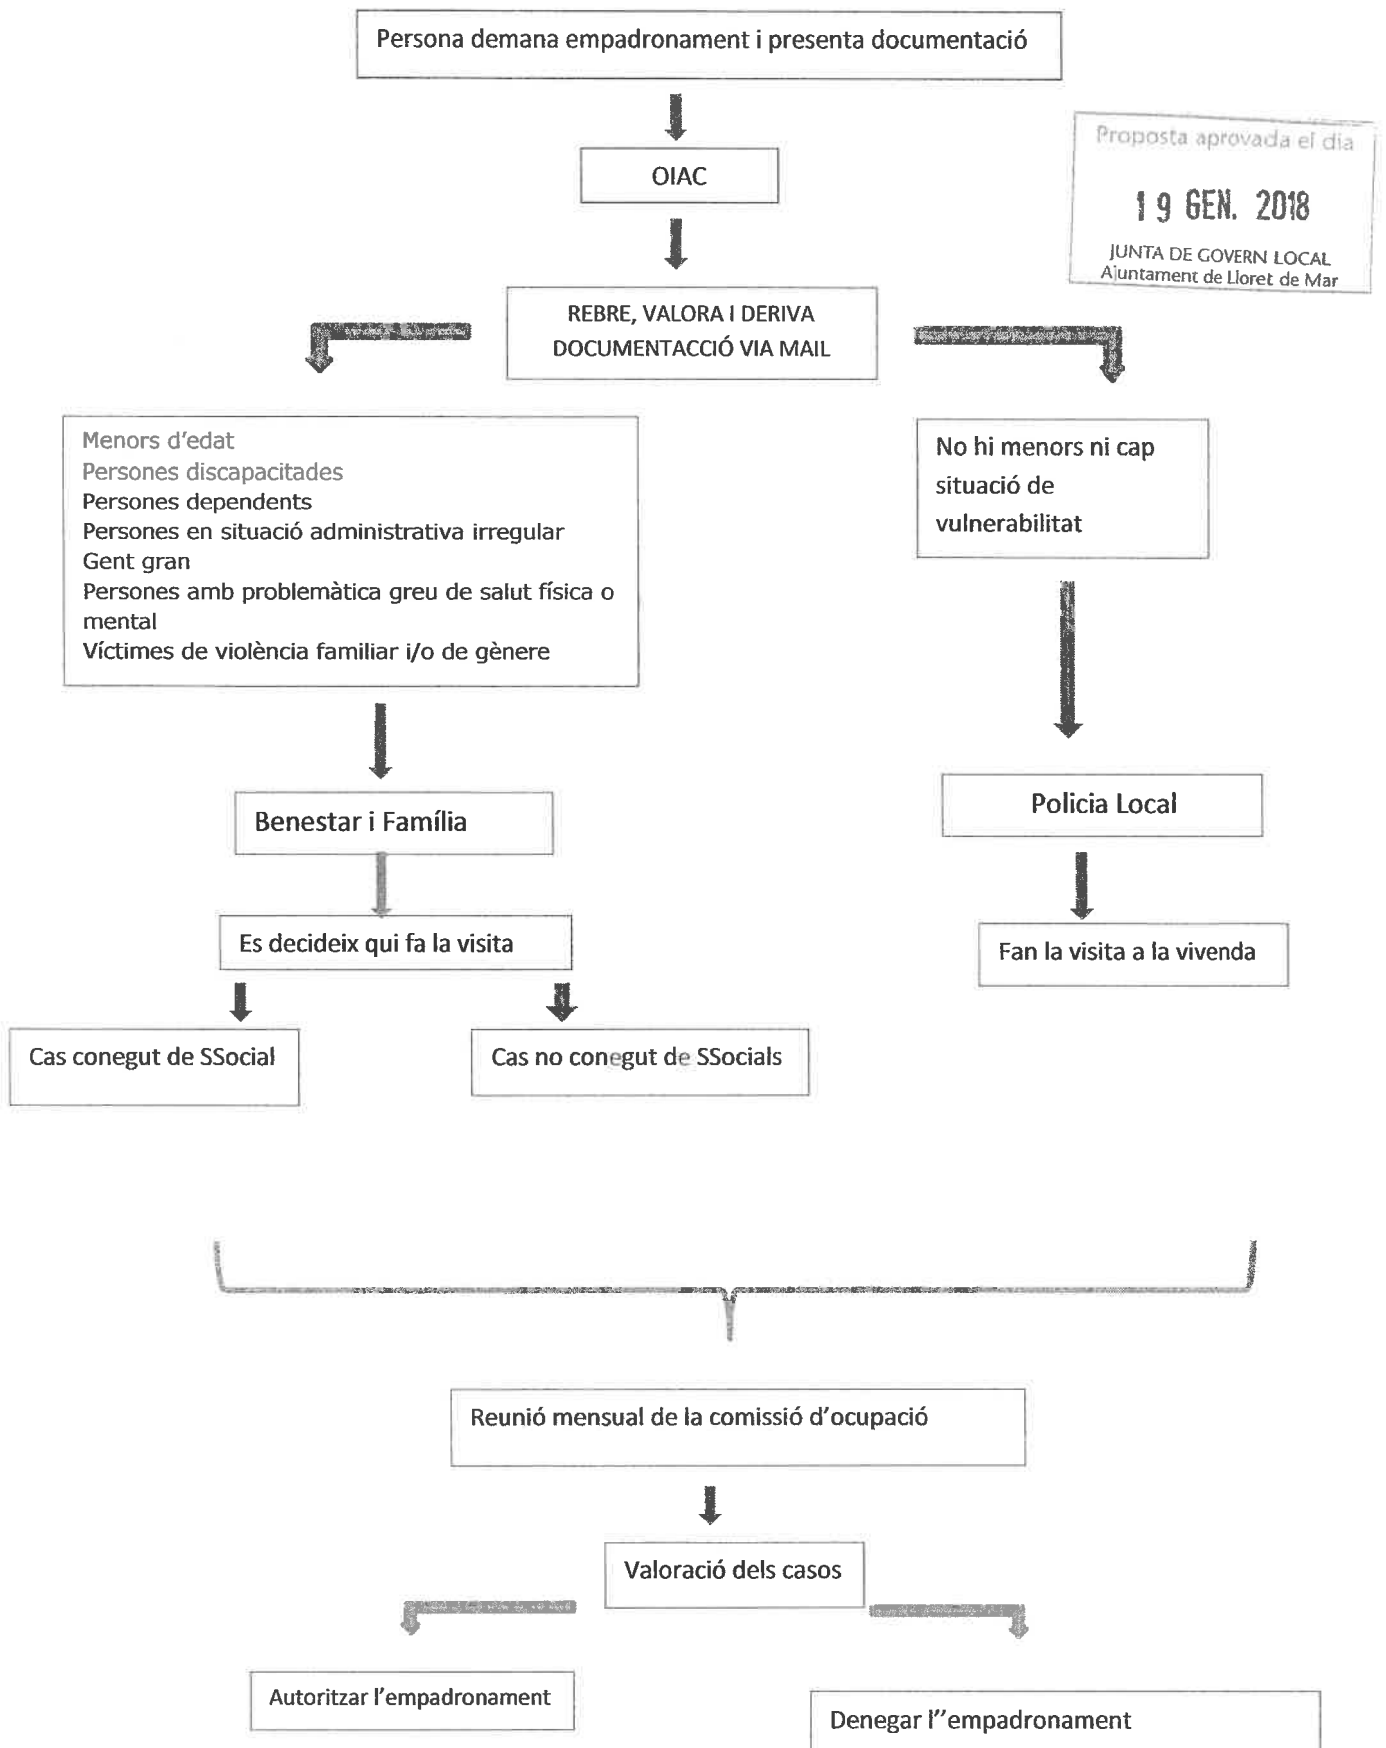 Persona demana empadronament i presenta documentació
OIAC
Proposta aprovada el dia
19 GEN. 2018
JUNTA DE GOVERN LOCAL
Ajuntament de Lloret de Mar
REBRE, VALORA I DERIVA
DOCUMENTACCIÓ VIA MAIL
Menors d'edat
Persones discapacitades
Persones dependents
Persones en situació administrativa irregular
Gent gran
Persones amb problemàtica greu de salut física o
mental
Víctimes de violència familiar i/o de gènere
No hi menors ni cap
situació de
vulnerabilitat
Benestar i Família
Policia Local
Es decideix qui fa la visita
Fan la visita a la vivenda
Cas conegut de SSocial
Cas no conegut de SSocials
Reunió mensual de la comissió d'ocupació
Valoració dels casos
Autoritzar l'empadronament
Denegar l''empadronament